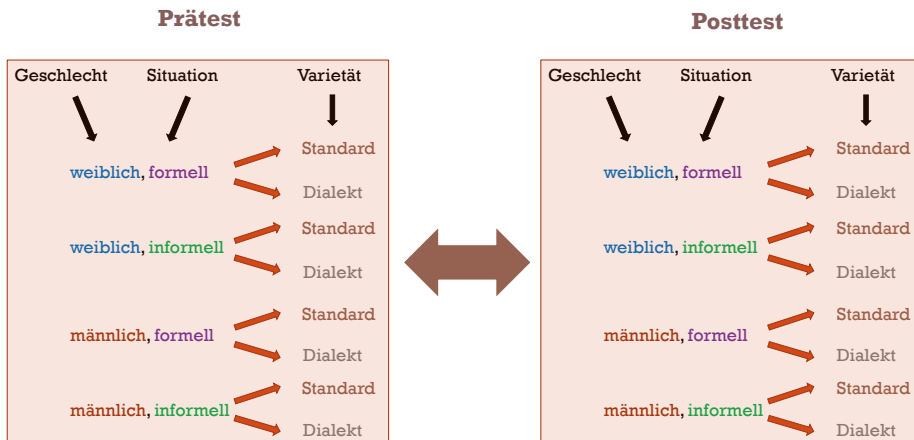 Prätest
Geschlecht Situation Varietät
Standard
weiblich, formell
Dialekt
Standard
weiblich, informell
Dialekt
Standard
männlich, formell
Dialekt
Standard
männlich, informell
Dialekt
Posttest
Geschlecht Situation Varietät
Standard
weiblich, formell
Dialekt
Standard
weiblich, informell
Dialekt
Standard
männlich, formell
Dialekt
Standard
männlich, informell
Dialekt